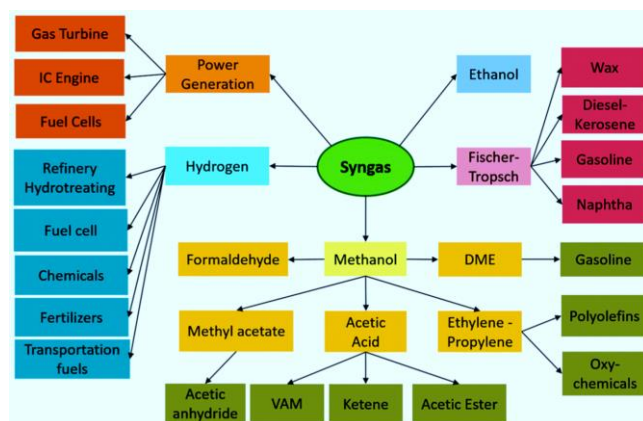 Gas Turbine
IC Engine
Fuel Cells
Power
Generation
Ethanol
Wax
Diesel-
Kerosene
Gasoline
Naphtha
Fischer-
Tropsch
Syngas
Hydrogen
Refinery
Hydrotreating
Fuel cell
Chemicals
Fertilizers
Transportation
fuels
Formaldehyde
Methanol
DME
Gasoline
Methyl acetate
Acetic
Acid
Ethylene -
Propylene
Polyolefins
Oxy-
chemicals
Acetic
anhydride
VAM
Ketene
Acetic Ester